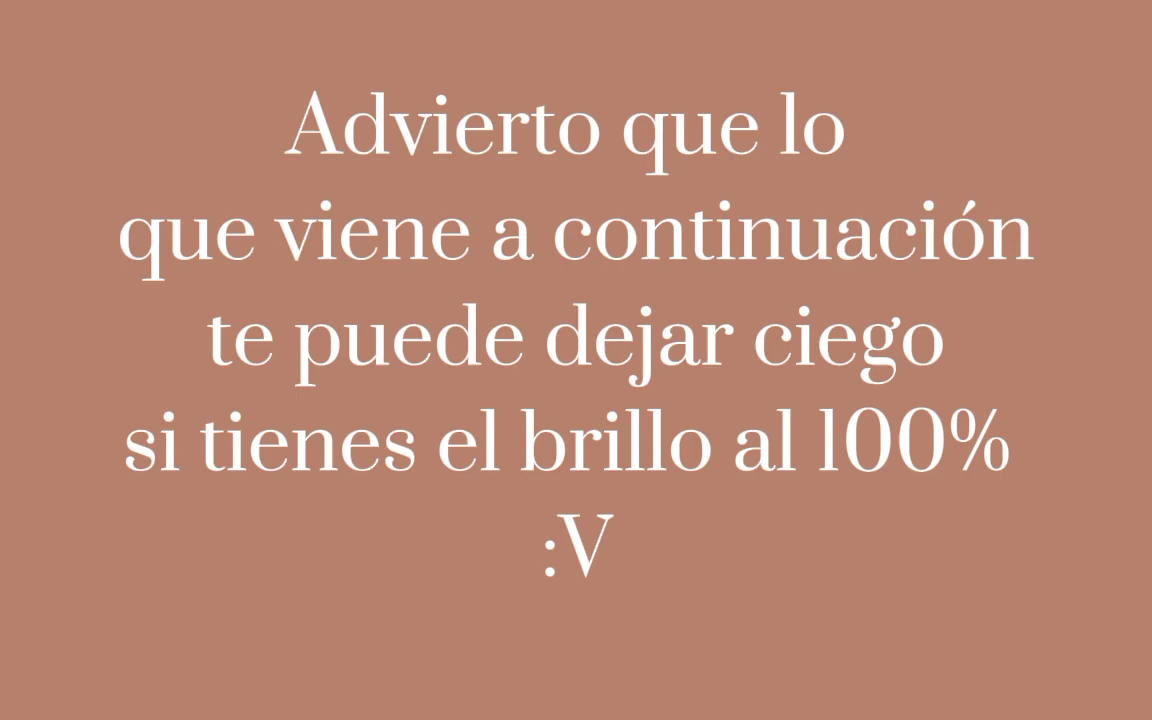 Advierto que lo
que viene a continuación
te puede dejar ciego
si tienes el brillo al 100%
:V